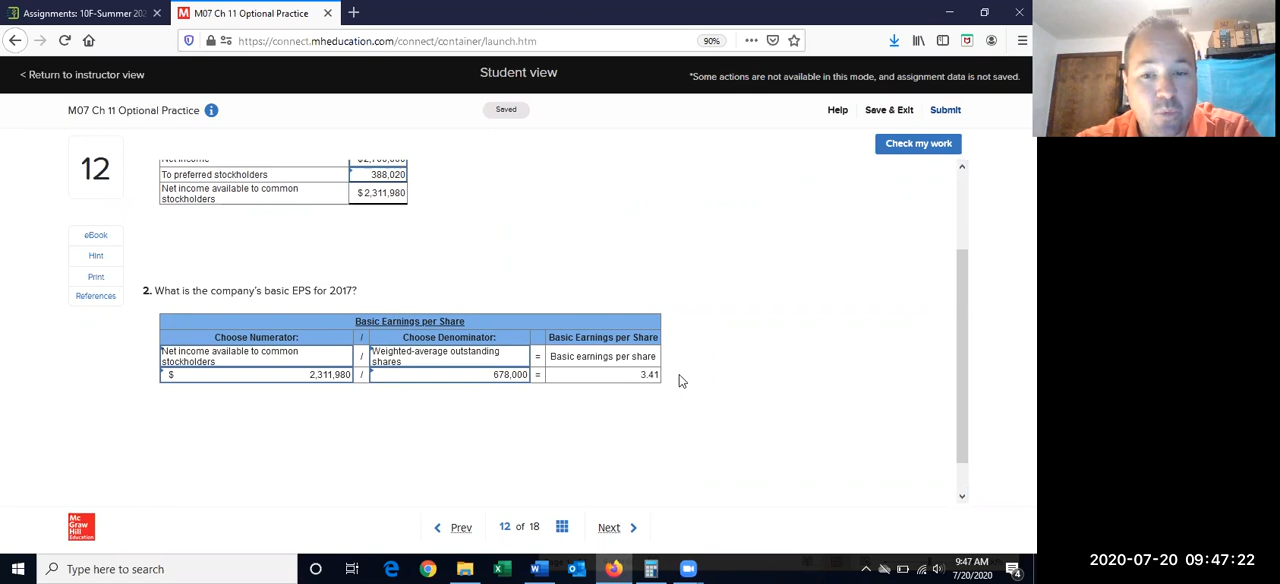 Assignments: 10F-Summer 202
M07 Ch 11 Optional Practice
https://connect.mheducation.com/connect/container/launch.htm
90%
< Return to instructor view
Student view
*Some actions are not available in this mode, and assignment data is not saved.
M07 Ch 11 Optional Practice
Saved
Help
Save & Exit
Submit
Check my work
12
eBook
Hint
Print
References
Net income
To preferred stockholders 388,020
Net income available to common stockholders $2,311,980
2. What is the company's basic EPS for 2017?
Basic Earnings per Share
Choose Numerator: / Choose Denominator: Basic Earnings per Share
Net income available to common stockholders / Weighted-average outstanding shares = Basic earnings per share
$ 2,311,980 / 678,000 = 3.41
Mc Graw Hill Education
Prev
12 of 18
Next
Type here to search
9:47 AM
7/20/2020
4
2020-07-20 09:47:22